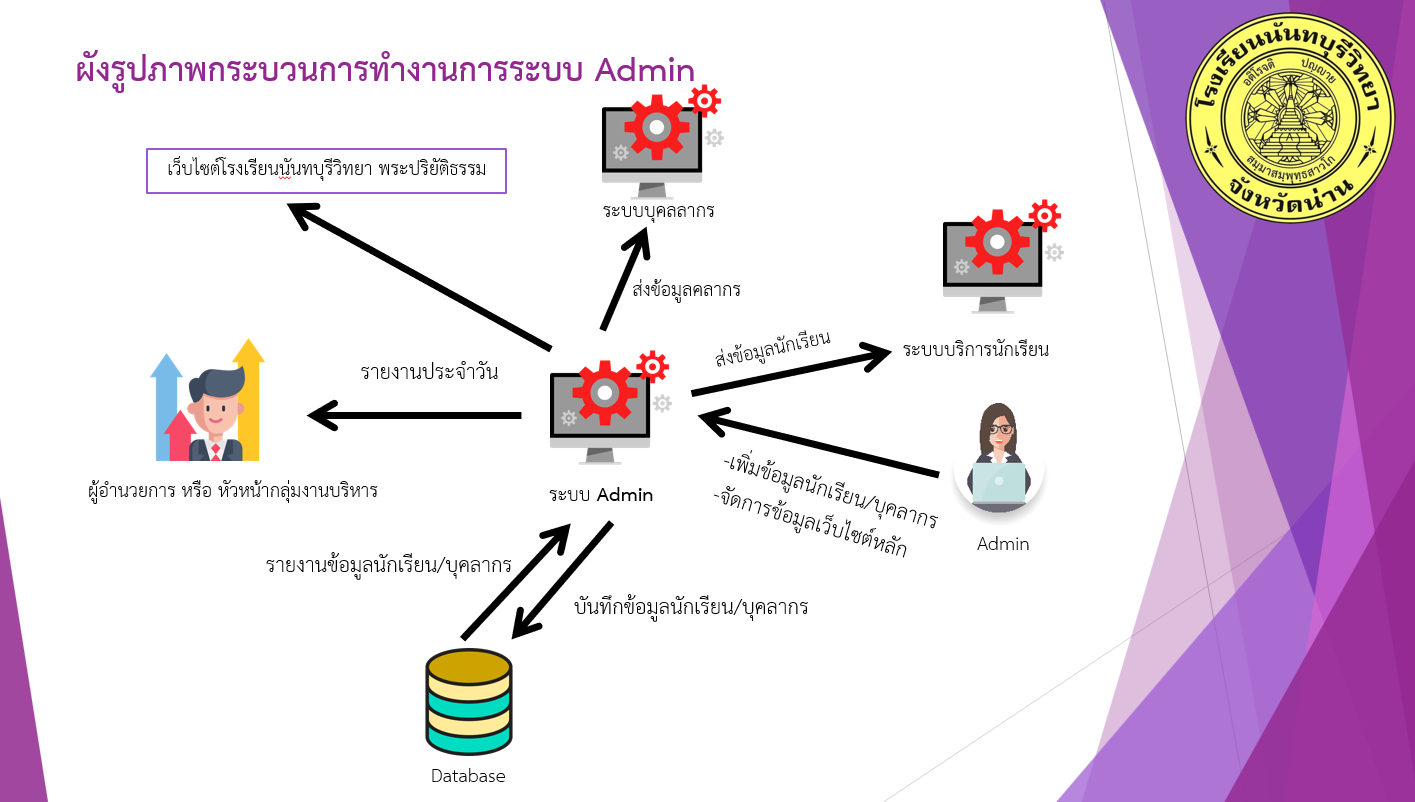 ผังรูปภาพกระบวนการทำงานการระบบ Admin
โรงเรียนนันทบุรีวิทยา
อตฺโรจติ ปญฺญาย
สมฺมาสมฺพุทฺธสาวโก
จังหวัดน่าน
เว็บไซต์โรงเรียนนันทบุรีวิทยา พระปริยัติธรรม
ระบบบุคลลากร
ส่งข้อมูลคลากร
ส่งข้อมูลนักเรียน
ระบบบริการนักเรียน
รายงานประจำวัน
ผู้อำนวยการ หรือ หัวหน้ากลุ่มงานบริหาร
ระบบ Admin
-เพิ่มข้อมูลนักเรียน/บุคลากร
-จัดการข้อมูลเว็บไซต์หลัก
Admin
รายงานข้อมูลนักเรียน/บุคลากร
บันทึกข้อมูลนักเรียน/บุคลากร
Database